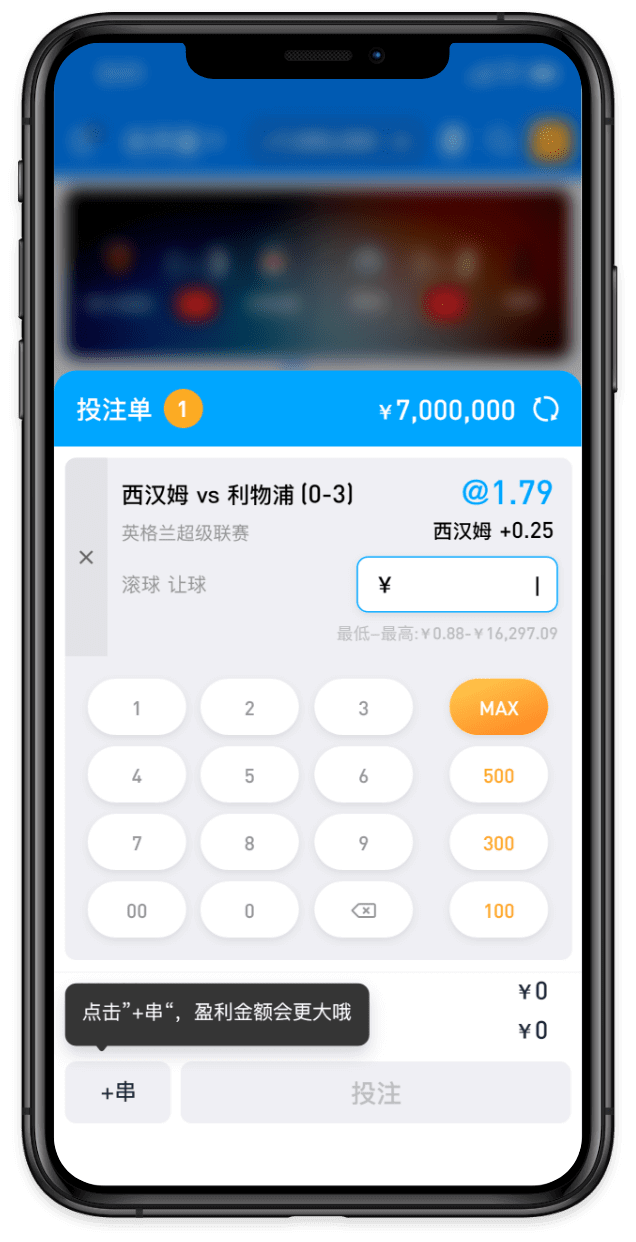 投注单 1 ¥7,000,000
西汉姆 vs 利物浦 (0-3) @1.79
英格兰超级联赛 西汉姆 +0.25
滚球 让球 ¥
最低-最高:¥0.88-¥16,297.09
1 2 3 MAX
4 5 6 500
7 8 9 300
00 0 100
¥0
点击”+串“，盈利金额会更大哦
¥0
+串 投注